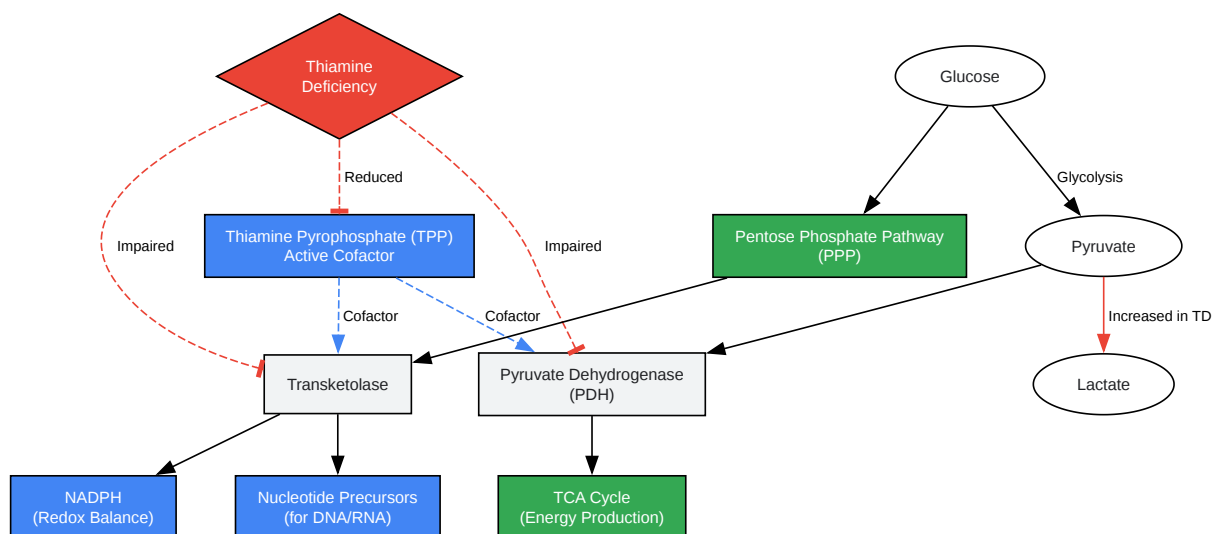 Thiamine
Deficiency
Glucose
Reduced
Glycolysis
Impaired
Thiamine Pyrophosphate (TPP)
Active Cofactor
Impaired
Pentose Phosphate Pathway
(PPP)
Pyruvate
Cofactor
Cofactor
Increased in TD
Transketolase
Pyruvate Dehydrogenase
(PDH)
Lactate
NADPH
(Redox Balance)
Nucleotide Precursors
(for DNA/RNA)
TCA Cycle
(Energy Production)